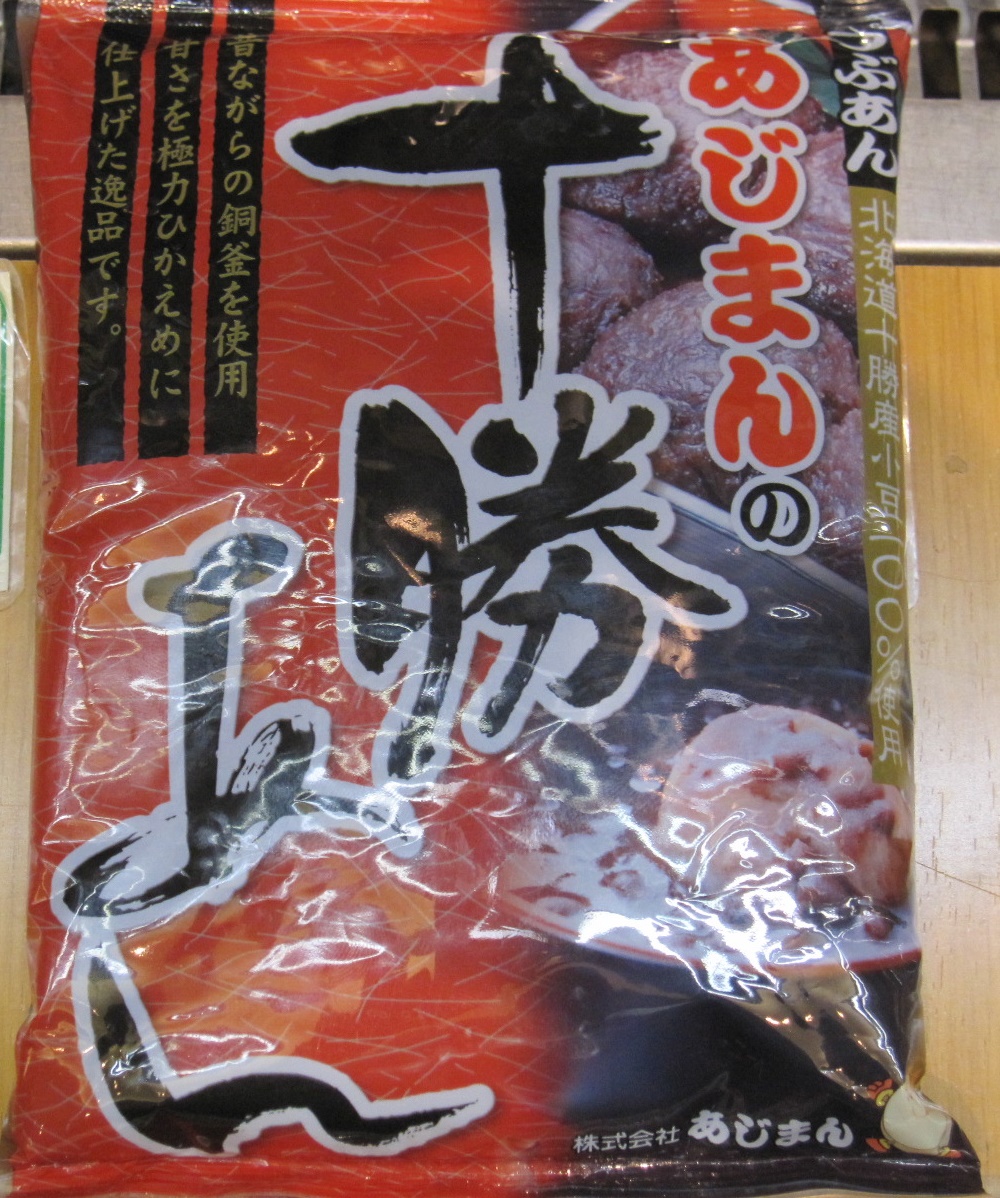 つぶあん
北海道十勝産小豆一〇〇%使用
あじまんの
十勝あん
昔ながらの銅釜を使用
甘さを極力ひかえめに
仕上げた逸品です。
株式会社 あじまん